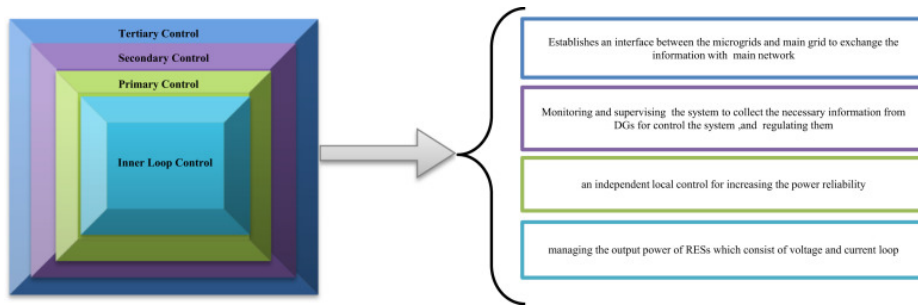 Tertiary Control
Secondary Control
Primary Control
Inner Loop Control
Establishes an interface between the microgrids and main grid to exchange the
information with main network
Monitoring and supervising the system to collect the necessary information from
DGs for control the system ,and regulating them
an independent local control for increasing the power reliability
managing the output power of RESs which consist of voltage and current loop